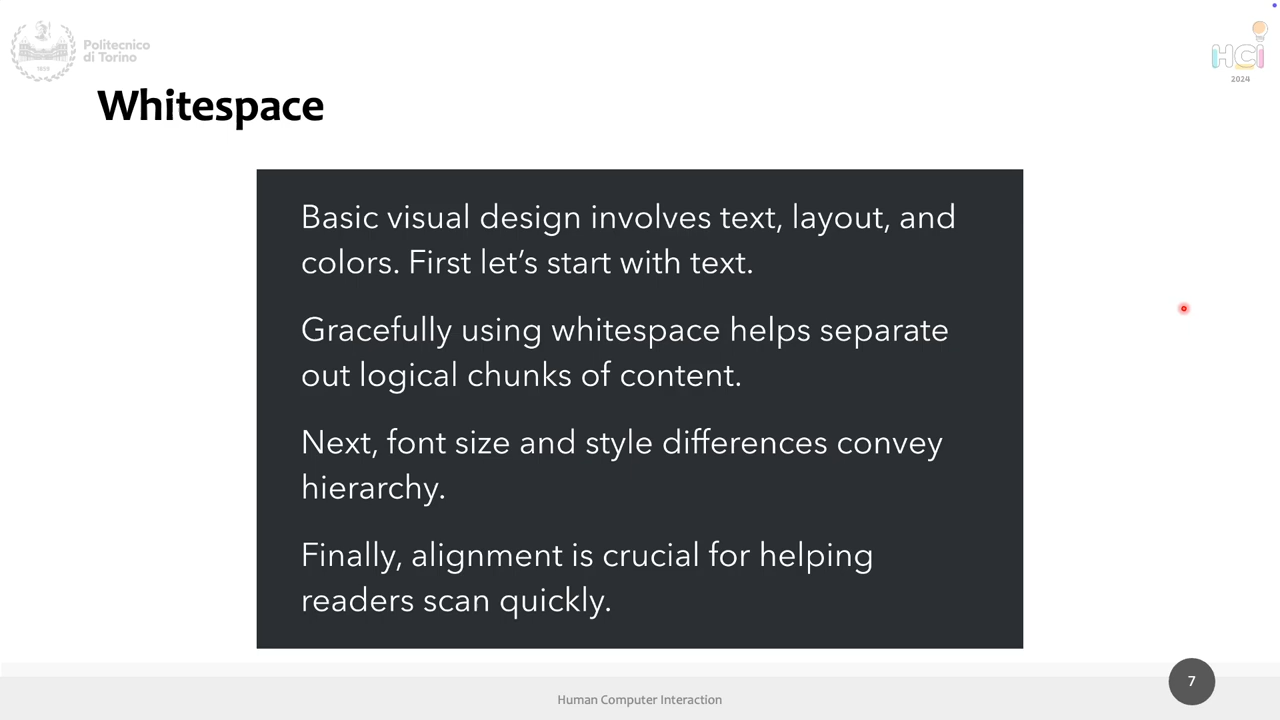 Politecnico
di Torino
1859
HCI
2024
Whitespace
Basic visual design involves text, layout, and
colors. First let’s start with text.
Gracefully using whitespace helps separate
out logical chunks of content.
Next, font size and style differences convey
hierarchy.
Finally, alignment is crucial for helping
readers scan quickly.
Human Computer Interaction
7